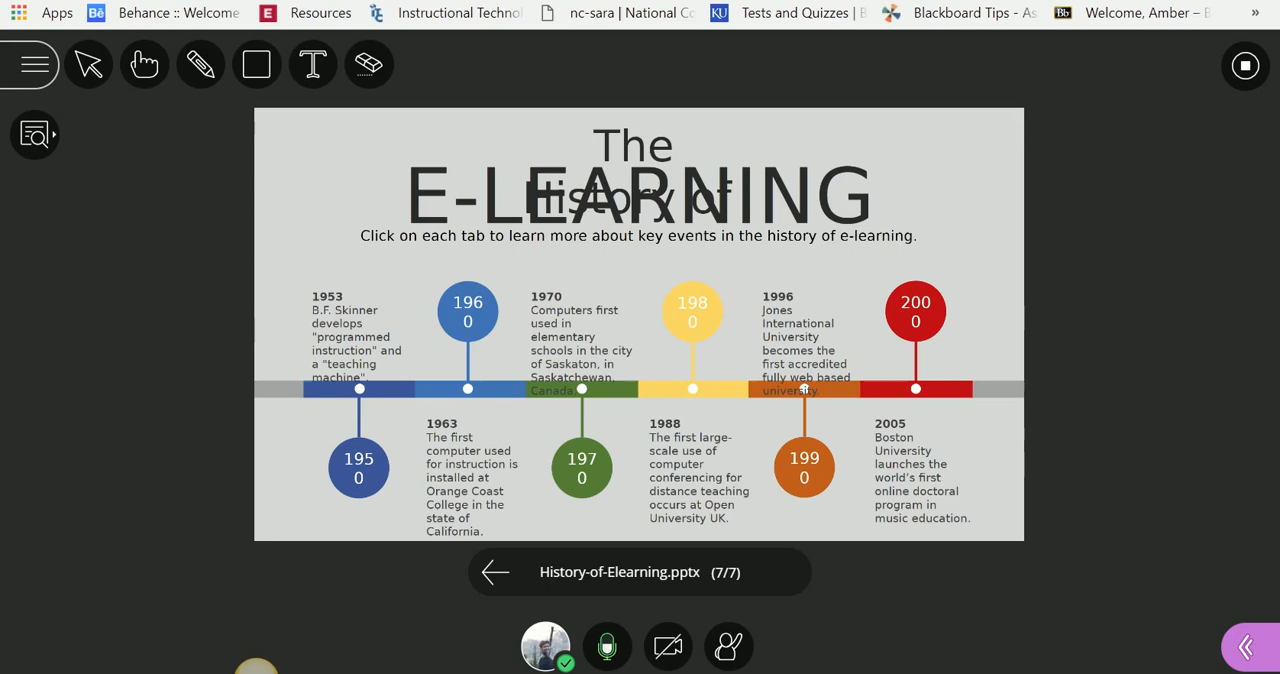 Apps Behance :: Welcome Resources Instructional Technol nc-sara | National Co Tests and Quizzes | B Blackboard Tips - As Welcome, Amber – B »
The
History of
E-LEARNING
Click on each tab to learn more about key events in the history of e-learning.
1953
B.F. Skinner
develops
"programmed
instruction" and
a "teaching
machine".
196
0
1970
Computers first
used in
elementary
schools in the city
of Saskaton, in
Saskatchewan,
Canada.
198
0
1996
Jones
International
University
becomes the
first accredited
fully web based
university.
200
0
195
0
1963
The first
computer used
for instruction is
installed at
Orange Coast
College in the
state of
California.
197
0
1988
The first large-
scale use of
computer
conferencing for
distance teaching
occurs at Open
University UK.
199
0
2005
Boston
University
launches the
world's first
online doctoral
program in
music education.
History-of-Elearning.pptx (7/7)